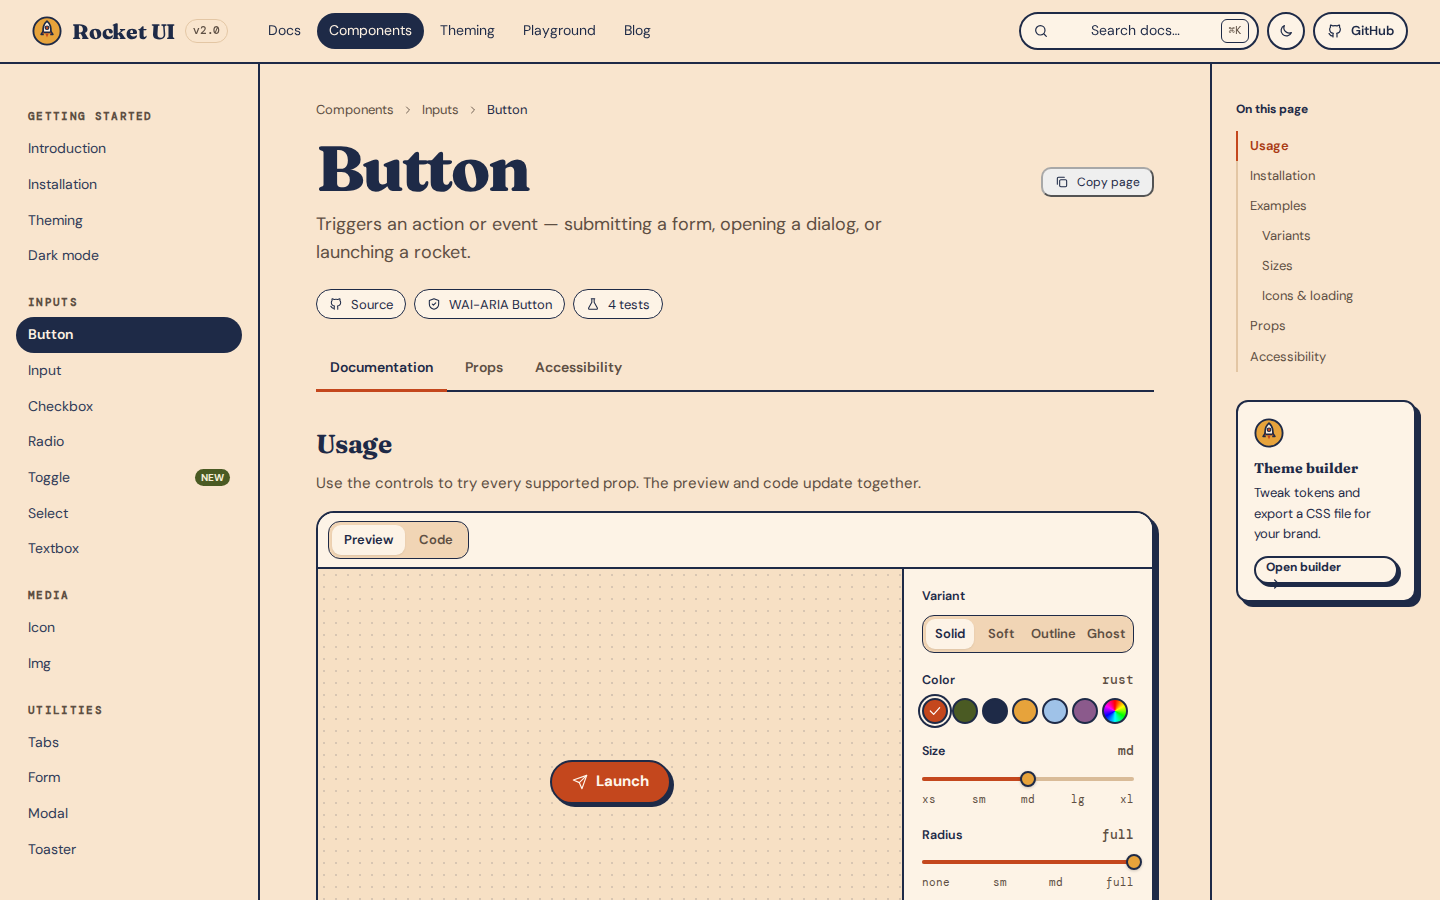 Rocket UI
v2.0
Docs
Components
Theming
Playground
Blog
Search docs...
⌘K
GitHub
GETTING STARTED
Introduction
Installation
Theming
Dark mode
INPUTS
Button
Input
Checkbox
Radio
Toggle
NEW
Select
Textbox
MEDIA
Icon
Img
UTILITIES
Tabs
Form
Modal
Toaster
Components > Inputs > Button
Button
Copy page
Triggers an action or event — submitting a form, opening a dialog, or
launching a rocket.
Source
WAI-ARIA Button
4 tests
Documentation
Props
Accessibility
Usage
Use the controls to try every supported prop. The preview and code update together.
Preview
Code
Launch
Variant
Solid
Soft
Outline
Ghost
Color
rust
Size
md
xs
sm
md
lg
xl
Radius
full
none
sm
md
full
On this page
Usage
Installation
Examples
Variants
Sizes
Icons & loading
Props
Accessibility
Theme builder
Tweak tokens and
export a CSS file for
your brand.
Open builder